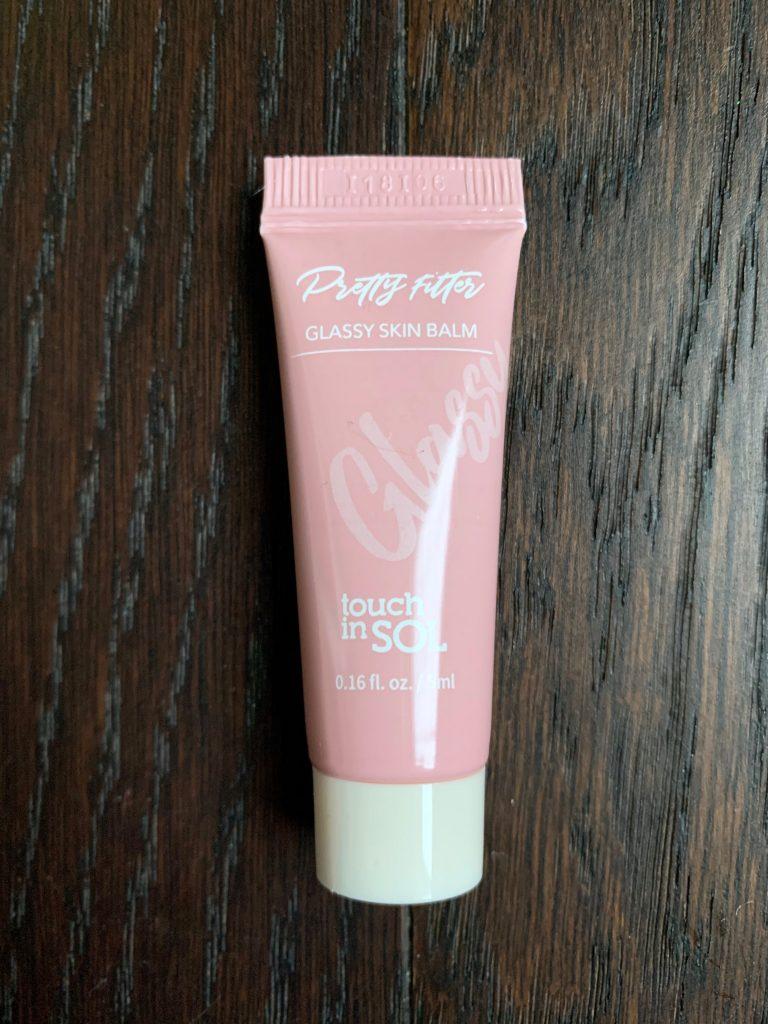 I18I06
Pretty Filter
GLASSY SKIN BALM
Glassy
touch
in SOL
0.16 fl. oz. / 5ml